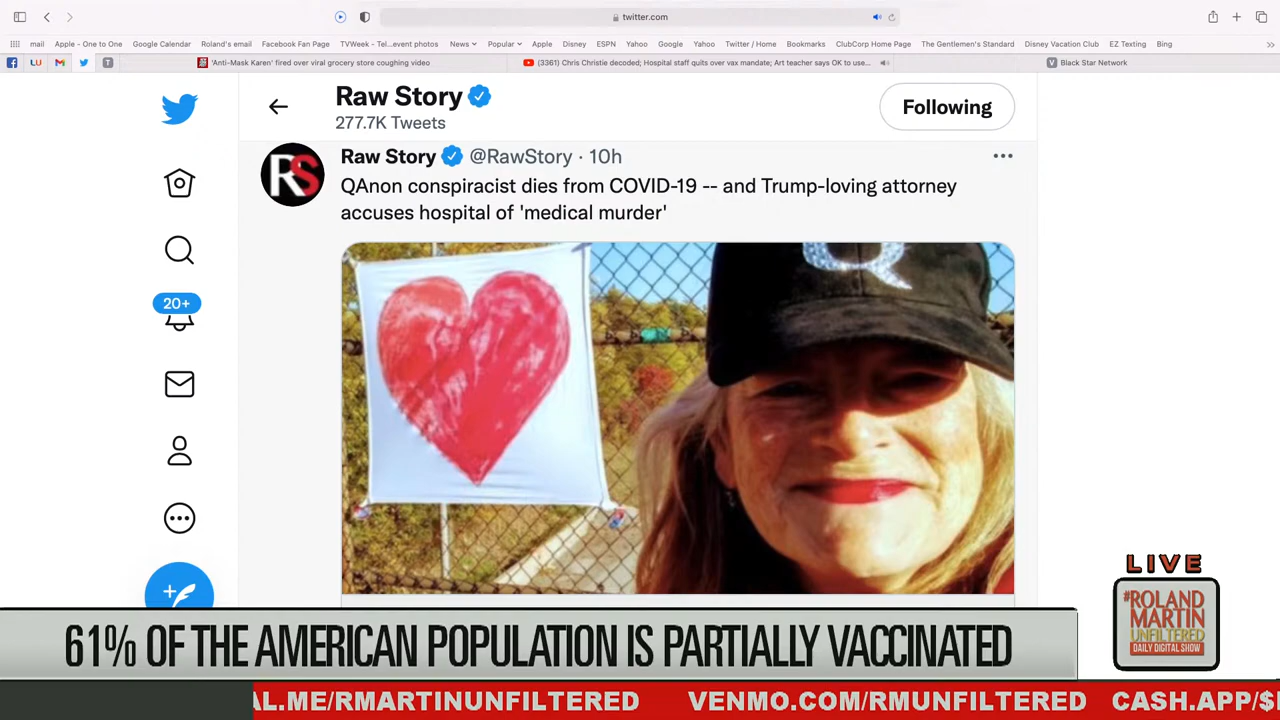 twitter.com
mail
Apple - One to One
Google Calendar
Roland's email
Facebook Fan Page
TVWeek - Tel...event photos
News
Popular
Apple
Disney
ESPN
Yahoo
Google
Yahoo
Twitter / Home
Bookmarks
ClubCorp Home Page
The Gentlemen's Standard
Disney Vacation Club
EZ Texting
Bing
'Anti-Mask Karen' fired over viral grocery store coughing video
(3361) Chris Christie decoded; Hospital staff quits over vax mandate; Art teacher says OK to use...
Black Star Network
Raw Story
277.7K Tweets
Following
RS
Raw Story @RawStory · 10h
QAnon conspiracist dies from COVID-19 -- and Trump-loving attorney
accuses hospital of 'medical murder'
Q
20+
LIVE
#ROLAND
MARTIN
UNFILTERED
DAILY DIGITAL SHOW
61% OF THE AMERICAN POPULATION IS PARTIALLY VACCINATED
AL.ME/RMARTINUNFILTERED VENMO.COM/RMUNFILTERED CASH.APP/$